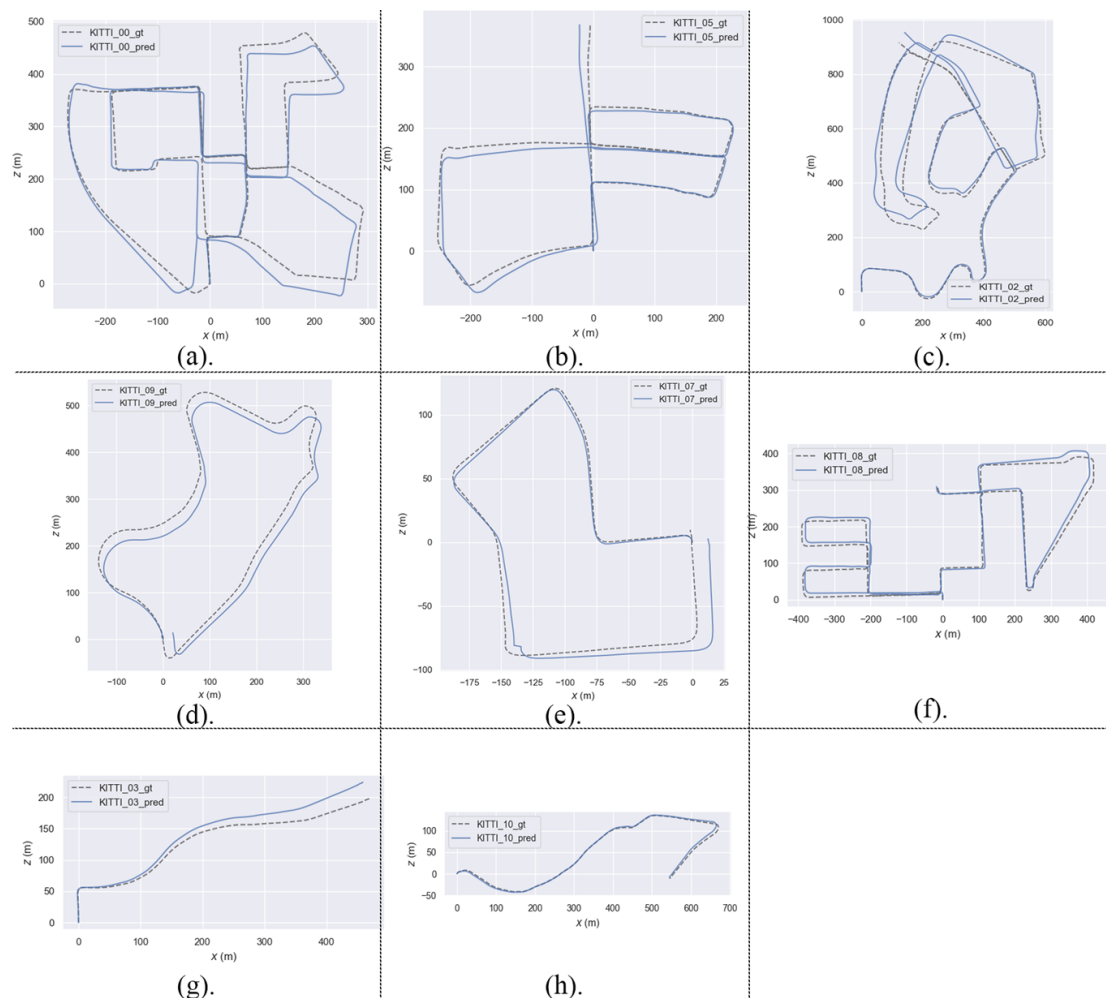 500
400
300
200
100
0
z (m)
KITTI_00_gt
KITTI_00_pred
−200
−100
0
100
200
300
x (m)
(a).
300
200
100
0
z (m)
KITTI_05_gt
KITTI_05_pred
−200
−100
0
100
200
x (m)
(b).
1000
800
600
400
200
0
z (m)
KITTI_02_gt
KITTI_02_pred
0
200
400
600
x (m)
(c).
500
400
300
200
100
0
z (m)
KITTI_09_gt
KITTI_09_pred
−100
0
100
200
300
x (m)
(d).
100
50
0
−50
−100
z (m)
KITTI_07_gt
KITTI_07_pred
−175
−150
−125
−100
−75
−50
−25
0
25
x (m)
(e).
400
300
200
100
0
z (m)
KITTI_08_gt
KITTI_08_pred
−400
−300
−200
−100
0
100
200
300
400
x (m)
(f).
200
150
100
50
0
z (m)
KITTI_03_gt
KITTI_03_pred
0
100
200
300
400
x (m)
(g).
100
50
0
−50
z (m)
KITTI_10_gt
KITTI_10_pred
0
100
200
300
400
500
600
700
x (m)
(h).